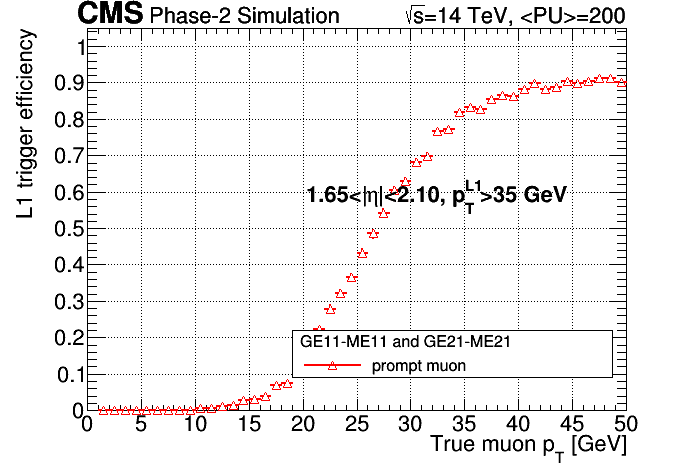 CMS Phase-2 Simulation √s=14 TeV, <PU>=200
L1 trigger efficiency
1
0.9
0.8
0.7
0.6
0.5
0.4
0.3
0.2
0.1
0
1.65<|η|<2.10, p_T^L1>35 GeV
GE11-ME11 and GE21-ME21
prompt muon
0 5 10 15 20 25 30 35 40 45 50
True muon p_T [GeV]